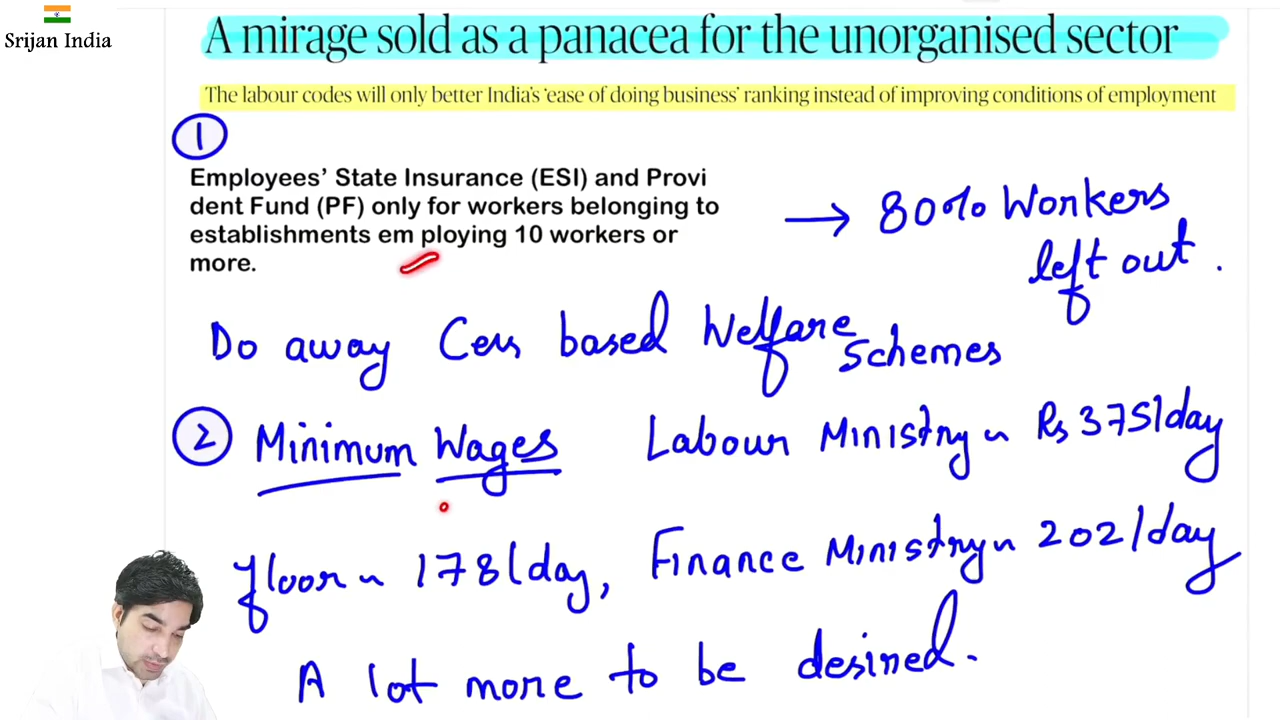 Srijan India
A mirage sold as a panacea for the unorganised sector
The labour codes will only better India's 'ease of doing business' ranking instead of improving conditions of employment
1
Employees' State Insurance (ESI) and Provi
dent Fund (PF) only for workers belonging to
establishments em ploying 10 workers or
more.
→ 80% Workers
left out.
Do away Cess based Welfare
Schemes
2 Minimum Wages Labour Ministry ~ Rs 375/day
floor ~ 178/day, Finance Ministry ~ 202/day
A lot more to be desired.